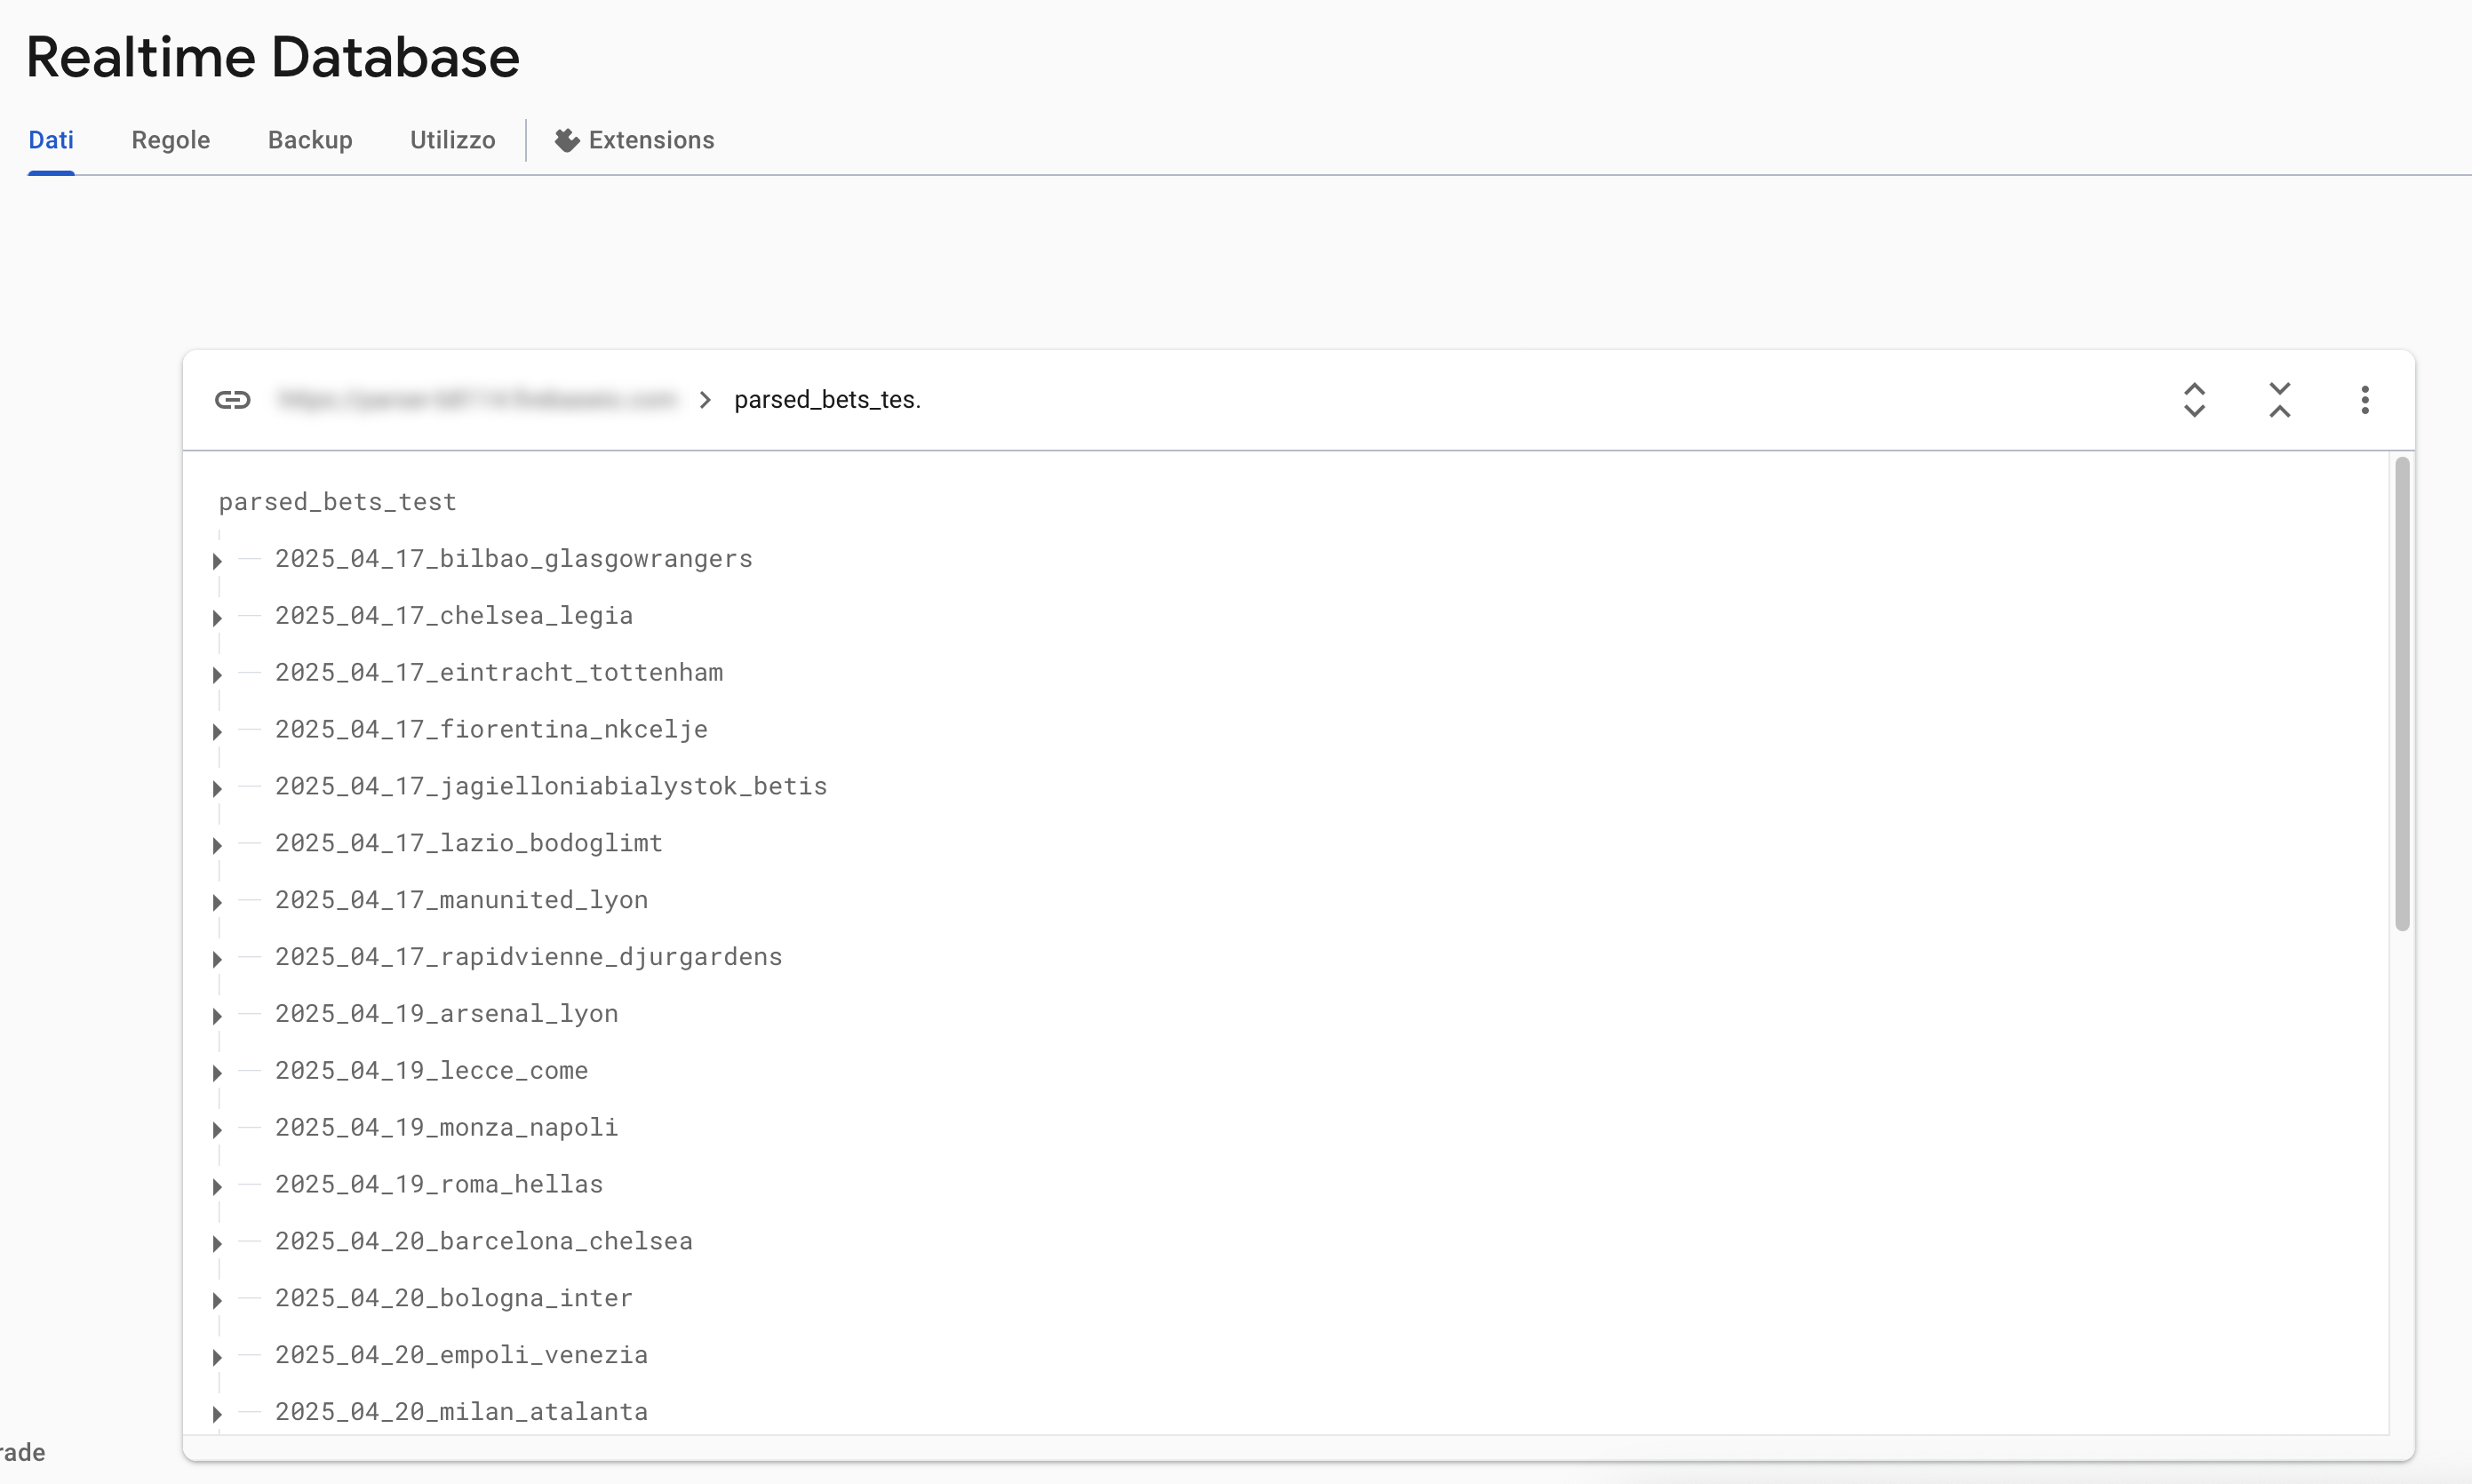 Realtime Database
Dati Regole Backup Utilizzo Extensions
parsed_bets_tes.
parsed_bets_test
2025_04_17_bilbao_glasgowrangers
2025_04_17_chelsea_legia
2025_04_17_eintracht_tottenham
2025_04_17_fiorentina_nkcelje
2025_04_17_jagielloniabialystok_betis
2025_04_17_lazio_bodoglimt
2025_04_17_manunited_lyon
2025_04_17_rapidvienne_djurgardens
2025_04_19_arsenal_lyon
2025_04_19_lecce_come
2025_04_19_monza_napoli
2025_04_19_roma_hellas
2025_04_20_barcelona_chelsea
2025_04_20_bologna_inter
2025_04_20_empoli_venezia
2025_04_20_milan_atalanta
rade